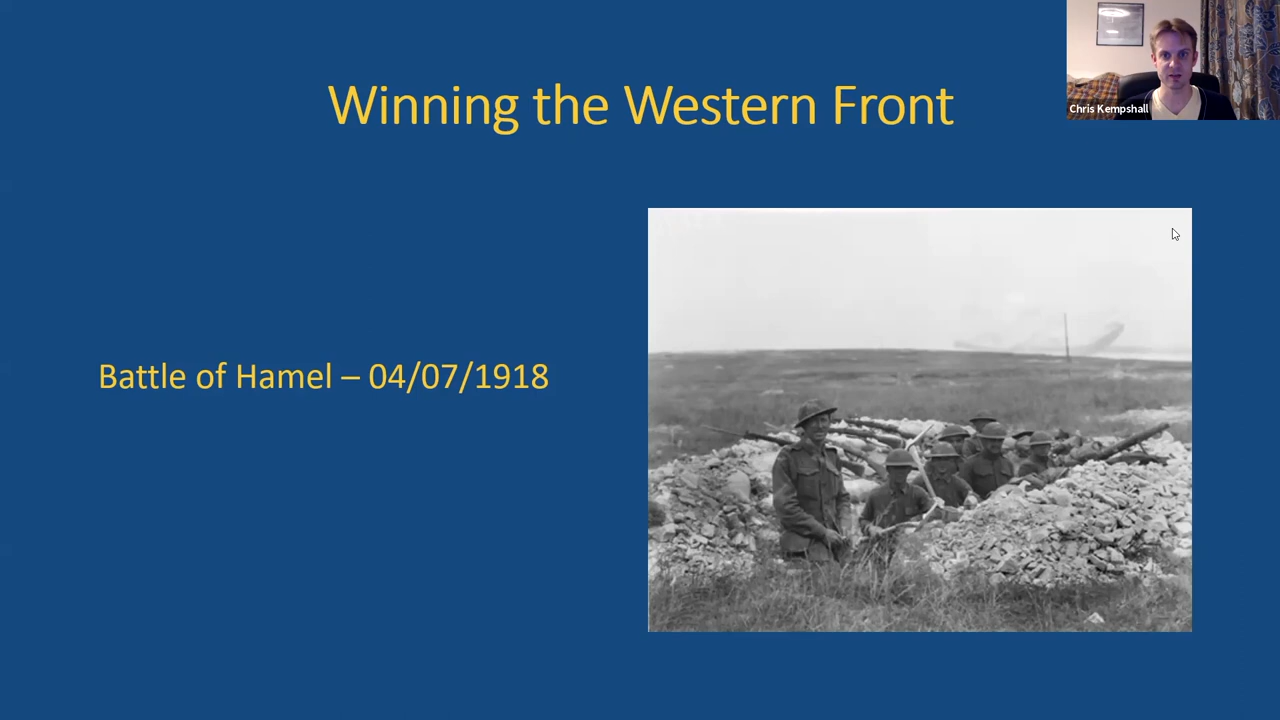 Winning the Western Front
Chris Kempshall
Battle of Hamel – 04/07/1918